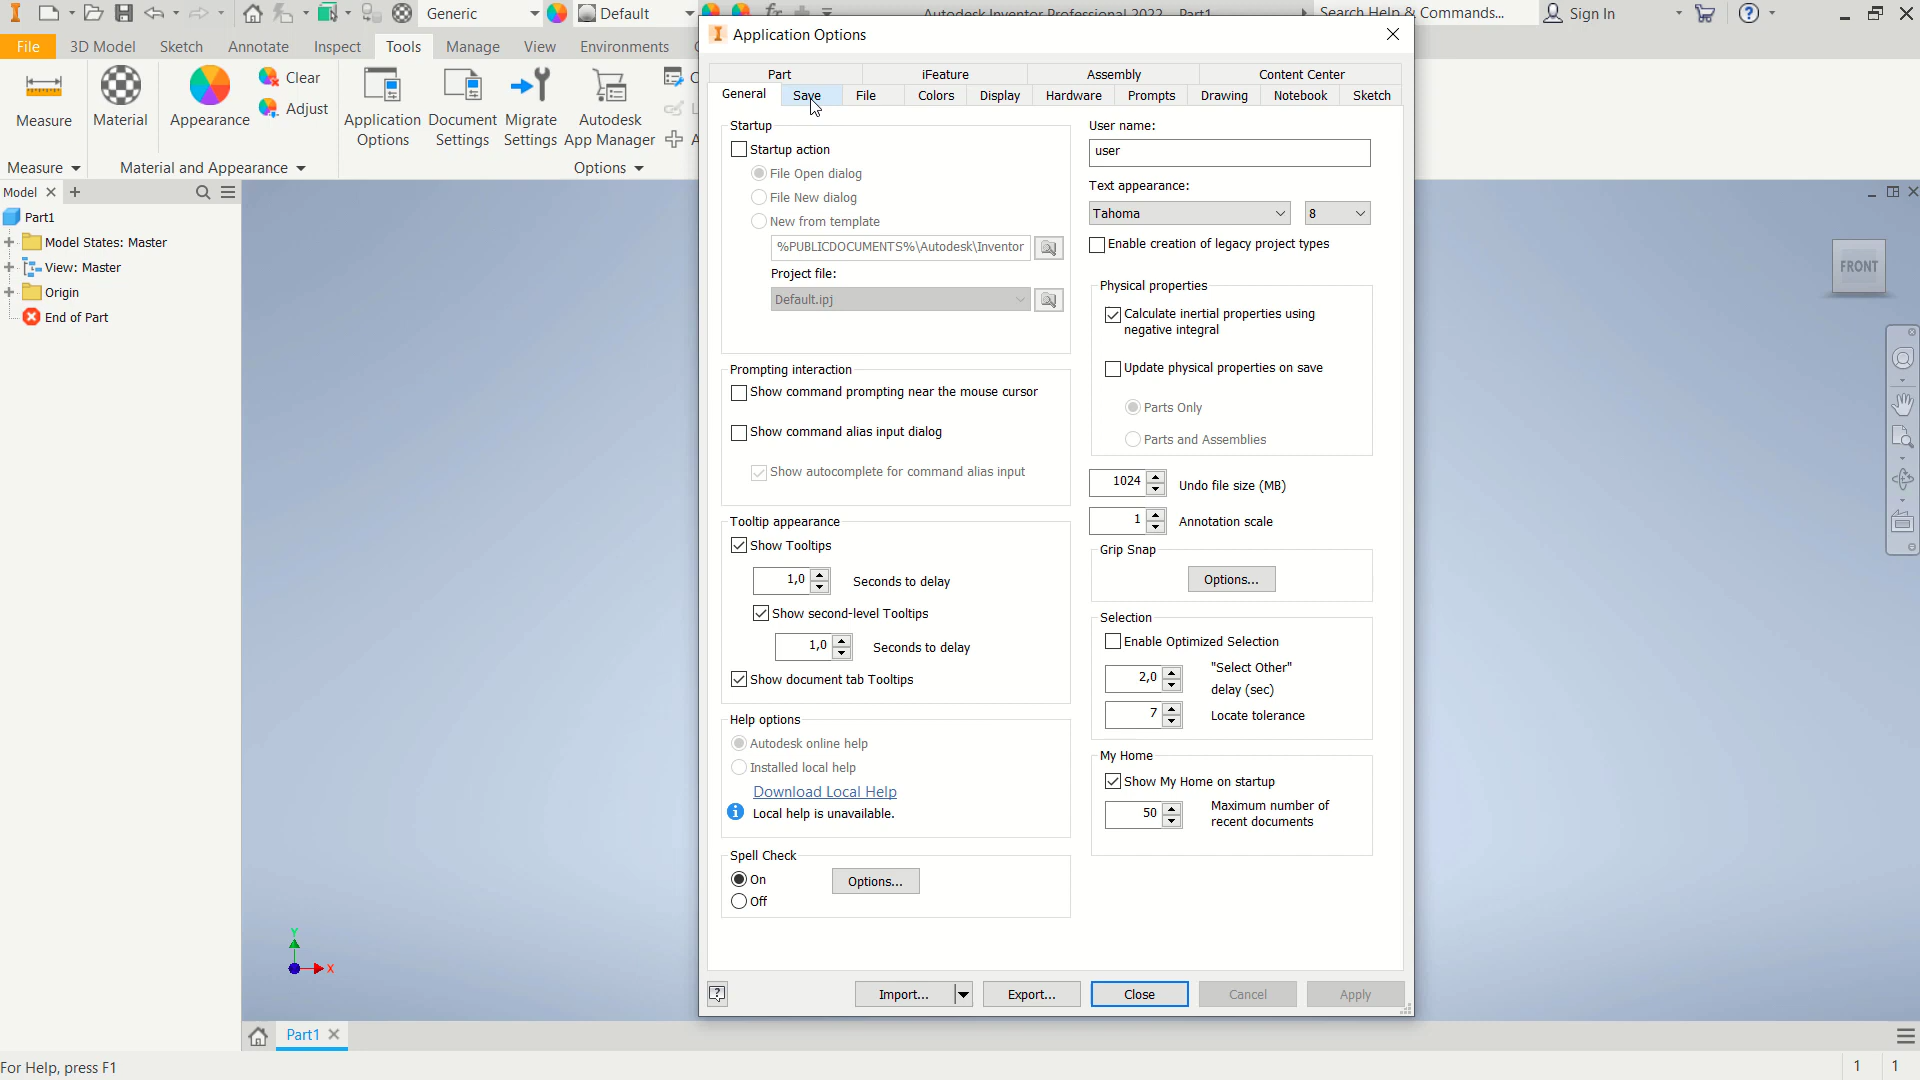 Generic
Default
Autodesk Inventor Professional 2022 Part1
Search Help & Commands...
Sign In
File
3D Model
Sketch
Annotate
Inspect
Tools
Manage
View
Environments
Measure
Material
Appearance
Clear
Adjust
Application Options
Document Settings
Migrate Settings
Autodesk App Manager
Measure
Material and Appearance
Options
Model
Part1
Model States: Master
View: Master
Origin
End of Part
Application Options
Part
iFeature
Assembly
Content Center
General
Save
File
Colors
Display
Hardware
Prompts
Drawing
Notebook
Sketch
Startup
Startup action
File Open dialog
File New dialog
New from template
%PUBLICDOCUMENTS%\Autodesk\Inventor
Project file:
Default.ipj
Prompting interaction
Show command prompting near the mouse cursor
Show command alias input dialog
Show autocomplete for command alias input
Tooltip appearance
Show Tooltips
1,0 Seconds to delay
Show second-level Tooltips
1,0 Seconds to delay
Show document tab Tooltips
Help options
Autodesk online help
Installed local help
Download Local Help
Local help is unavailable.
Spell Check
On
Options...
Off
User name:
user
Text appearance:
Tahoma
8
Enable creation of legacy project types
Physical properties
Calculate inertial properties using
negative integral
Update physical properties on save
Parts Only
Parts and Assemblies
1024 Undo file size (MB)
1 Annotation scale
Grip Snap
Options...
Selection
Enable Optimized Selection
2,0 "Select Other"
delay (sec)
7 Locate tolerance
My Home
Show My Home on startup
50 Maximum number of
recent documents
Import...
Export...
Close
Cancel
Apply
FRONT
Y
X
Part1
For Help, press F1
1
1